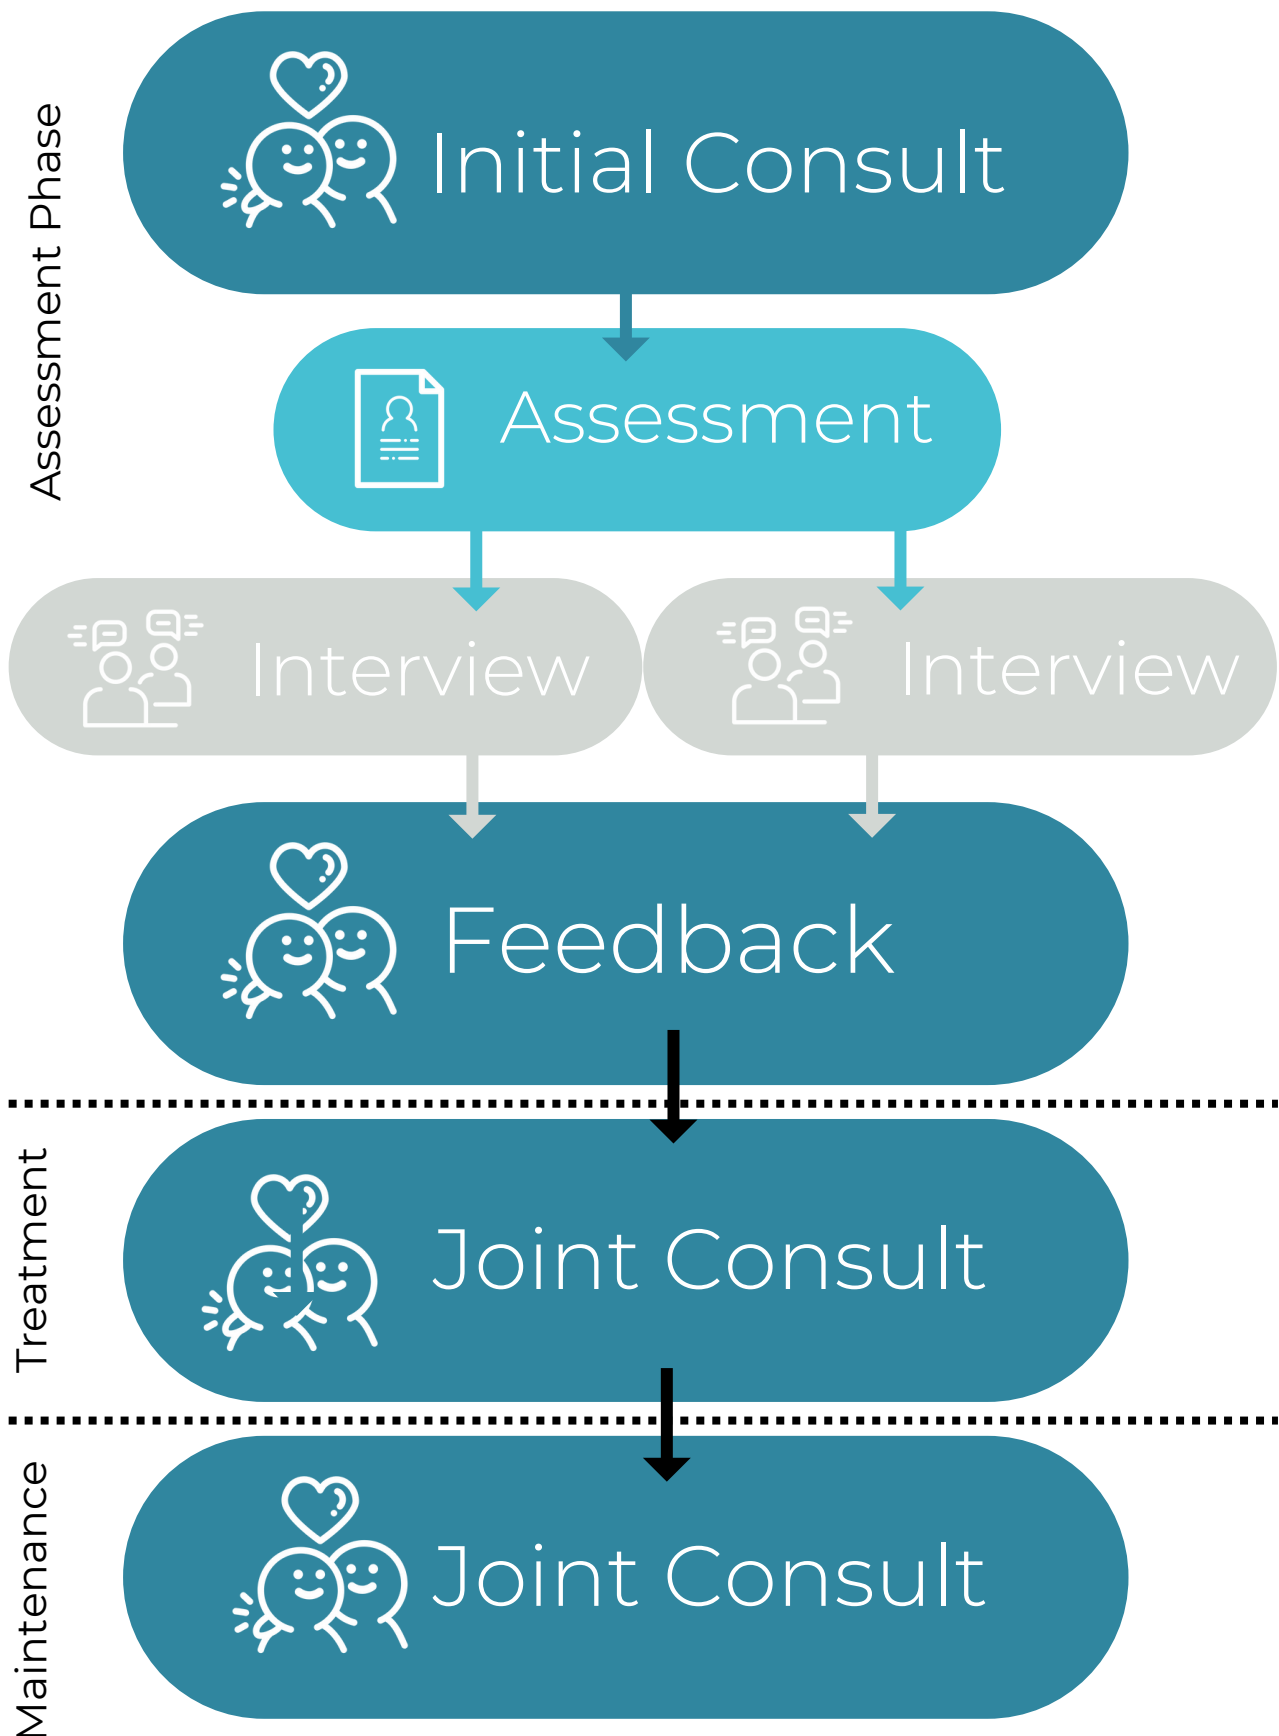 Assessment Phase
Initial Consult
Assessment
Interview
Interview
Feedback
Treatment
Joint Consult
Maintenance
Joint Consult